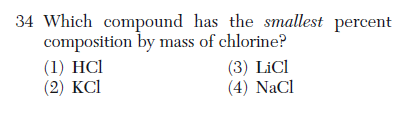 34 Which compound has the smallest percent
composition by mass of chlorine?
(1) HCl (3) LiCl
(2) KCl (4) NaCl